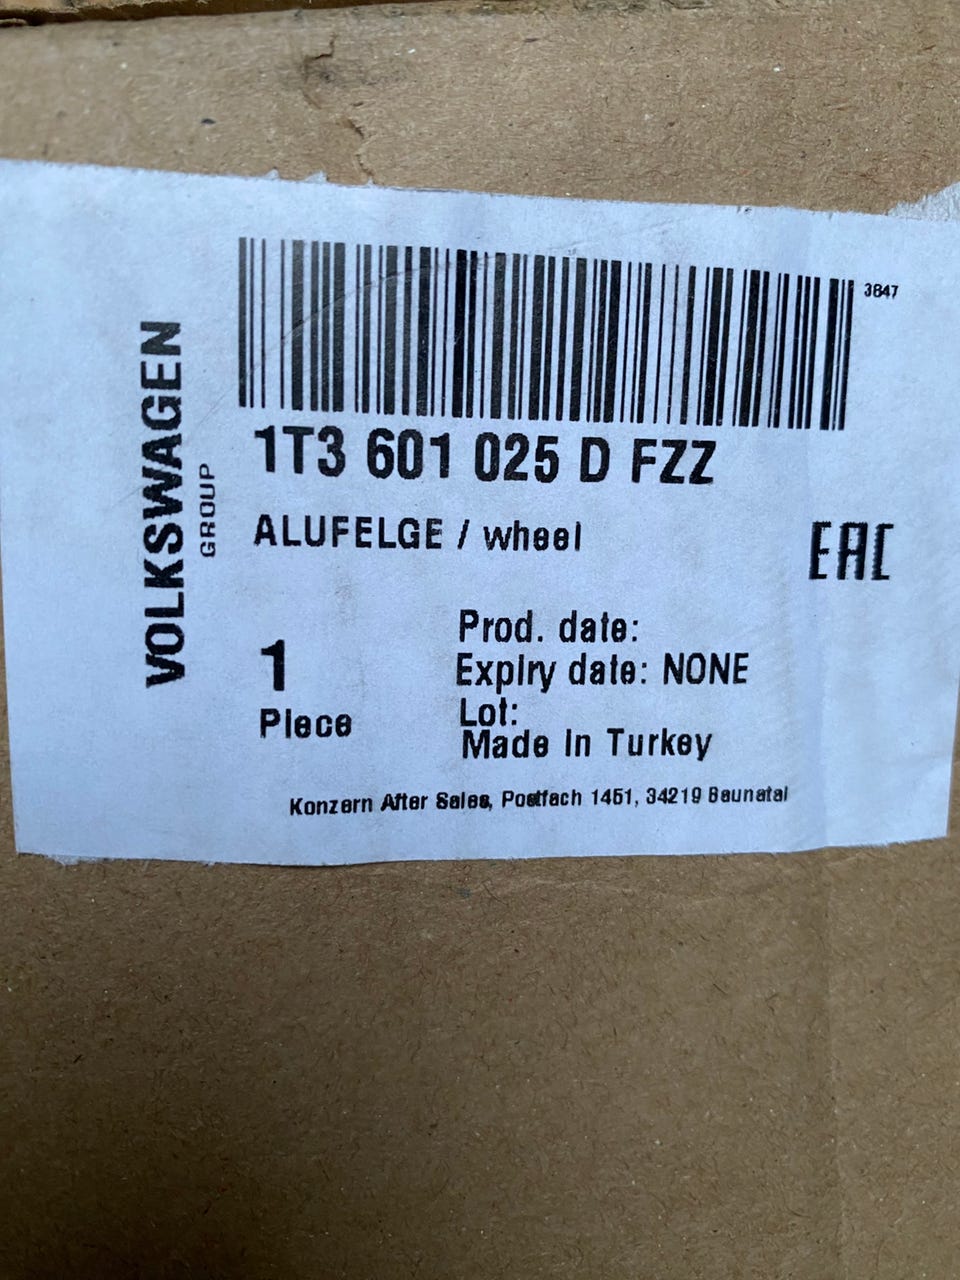 3847
VOLKSWAGEN
GROUP
1T3 601 025 D FZZ
ALUFELGE / wheel
EAC
1
Piece
Prod. date:
Expiry date: NONE
Lot:
Made In Turkey
Konzern After Sales, Postfach 1451, 34219 Baunatal